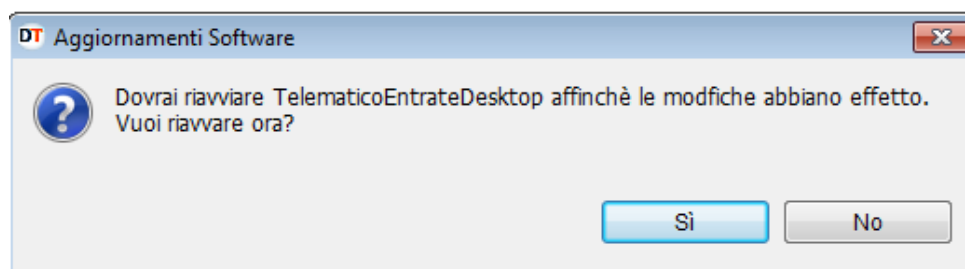 DT Aggiornamenti Software
Dovrai riavviare TelematicoEntrateDesktop affinchè le modfiche abbiano effetto.
Vuoi riavvare ora?
Sì No